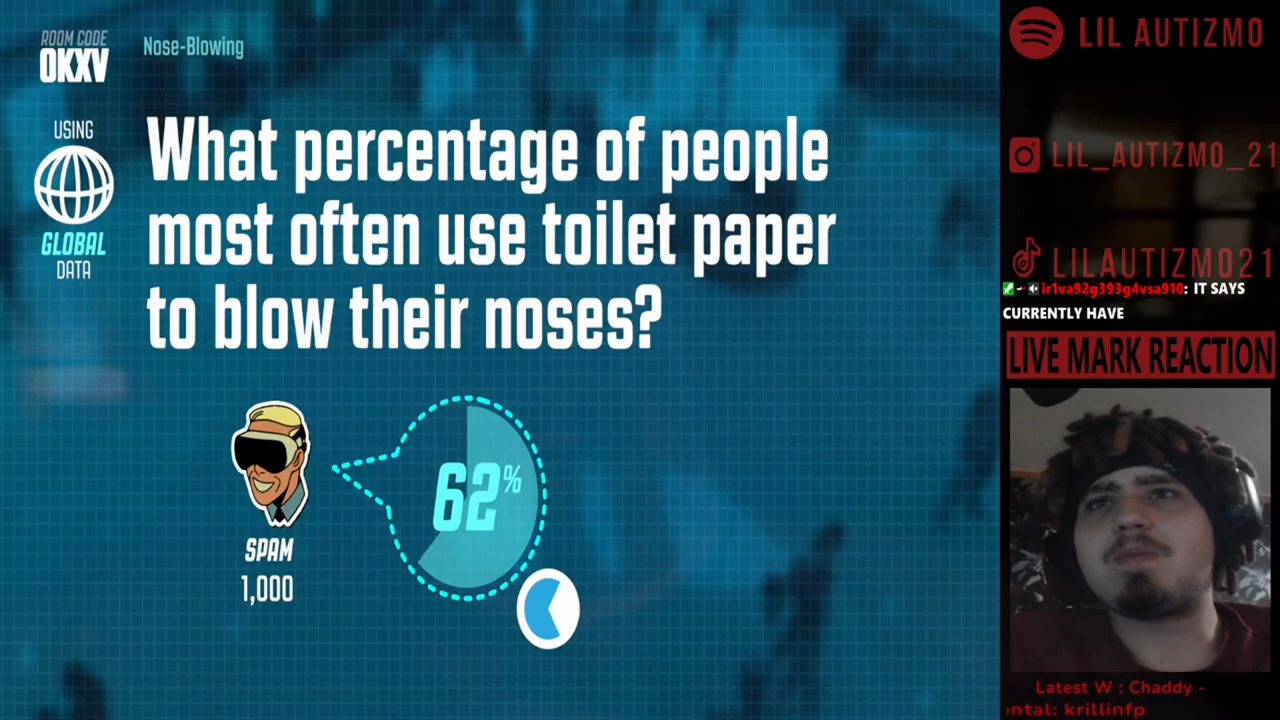 ROOM CODE
OKXV
Nose-Blowing
USING
GLOBAL
DATA
What percentage of people
most often use toilet paper
to blow their noses?
62%
SPAM
1,000
LIL AUTIZMO
LIL_AUTIZMO_21
LILAUTIZMO21
ir1va92g393g4vsa910: IT SAYS
CURRENTLY HAVE
LIVE MARK REACTION
Latest W : Chaddy -
ntal: krillinfp